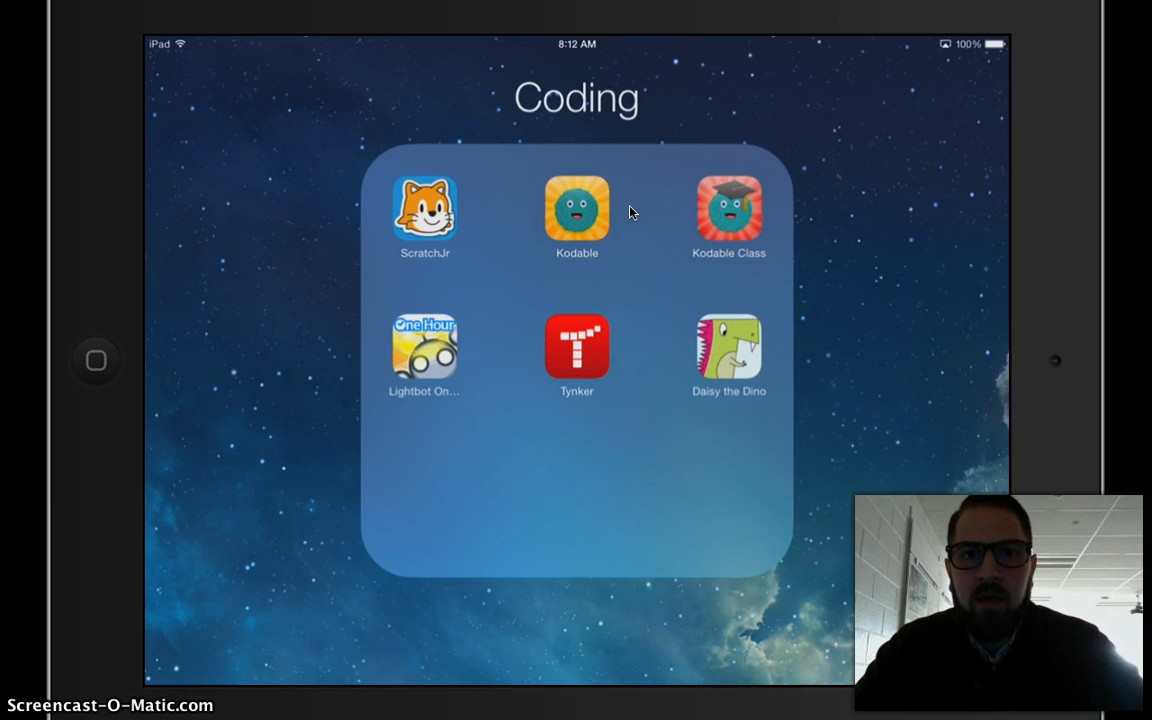 iPad 8:12 AM 100%
Coding
ScratchJr Kodable Kodable Class
One Hour
Lightbot On... Tynker Daisy the Dino
Screencast-O-Matic.com